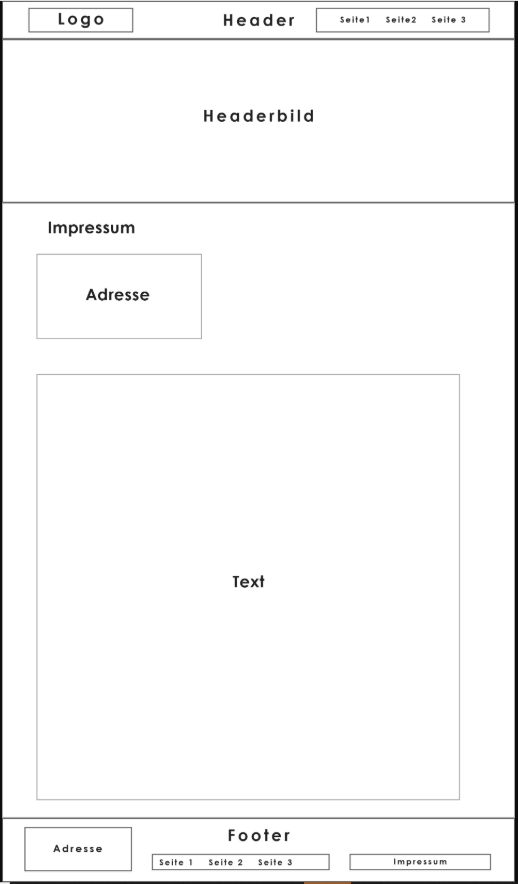 Logo
Header
Seite1 Seite2 Seite 3
Headerbild
Impressum
Adresse
Text
Footer
Adresse
Seite 1 Seite 2 Seite 3
Impressum